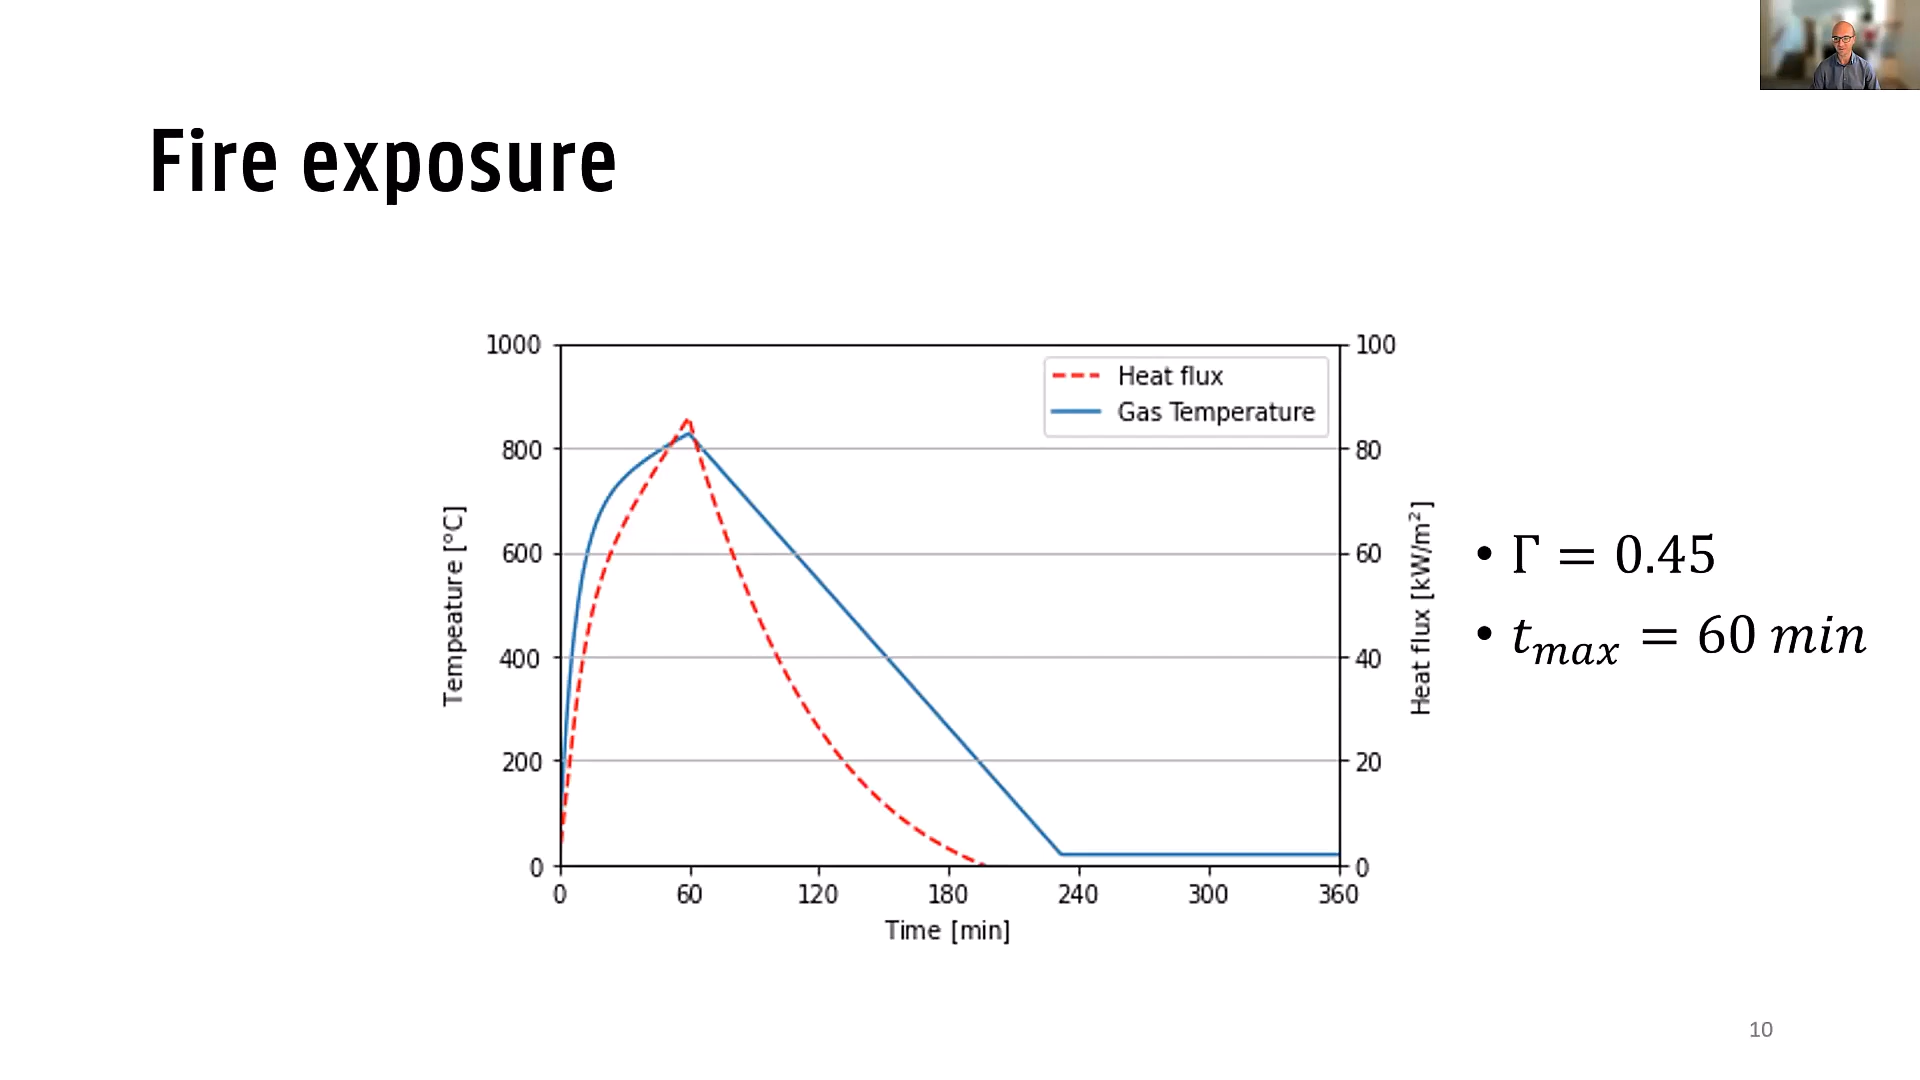 Fire exposure
1000
800
600
400
200
0
Tempeature [°C]
Heat flux
Gas Temperature
100
80
60
40
20
0
Heat flux [kW/m²]
0 60 120 180 240 300 360
Time [min]
• Γ = 0.45
• t_max = 60 min
10